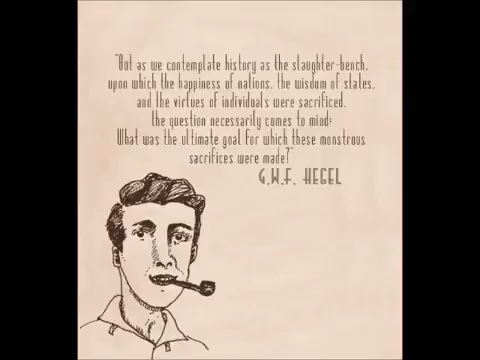 "But as we contemplate history as the slaughter-bench,
upon which the happiness of nations, the wisdom of states,
and the virtues of individuals were sacrificed,
the question necessarily comes to mind:
What was the ultimate goal for which these monstrous
sacrifices were made?"
G.W.F. HEGEL